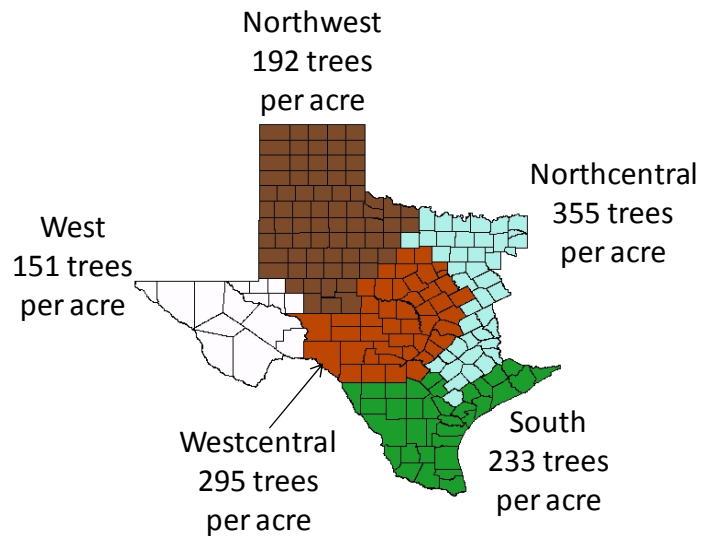 Northwest
192 trees
per acre
Northcentral
355 trees
per acre
West
151 trees
per acre
Westcentral
295 trees
per acre
South
233 trees
per acre